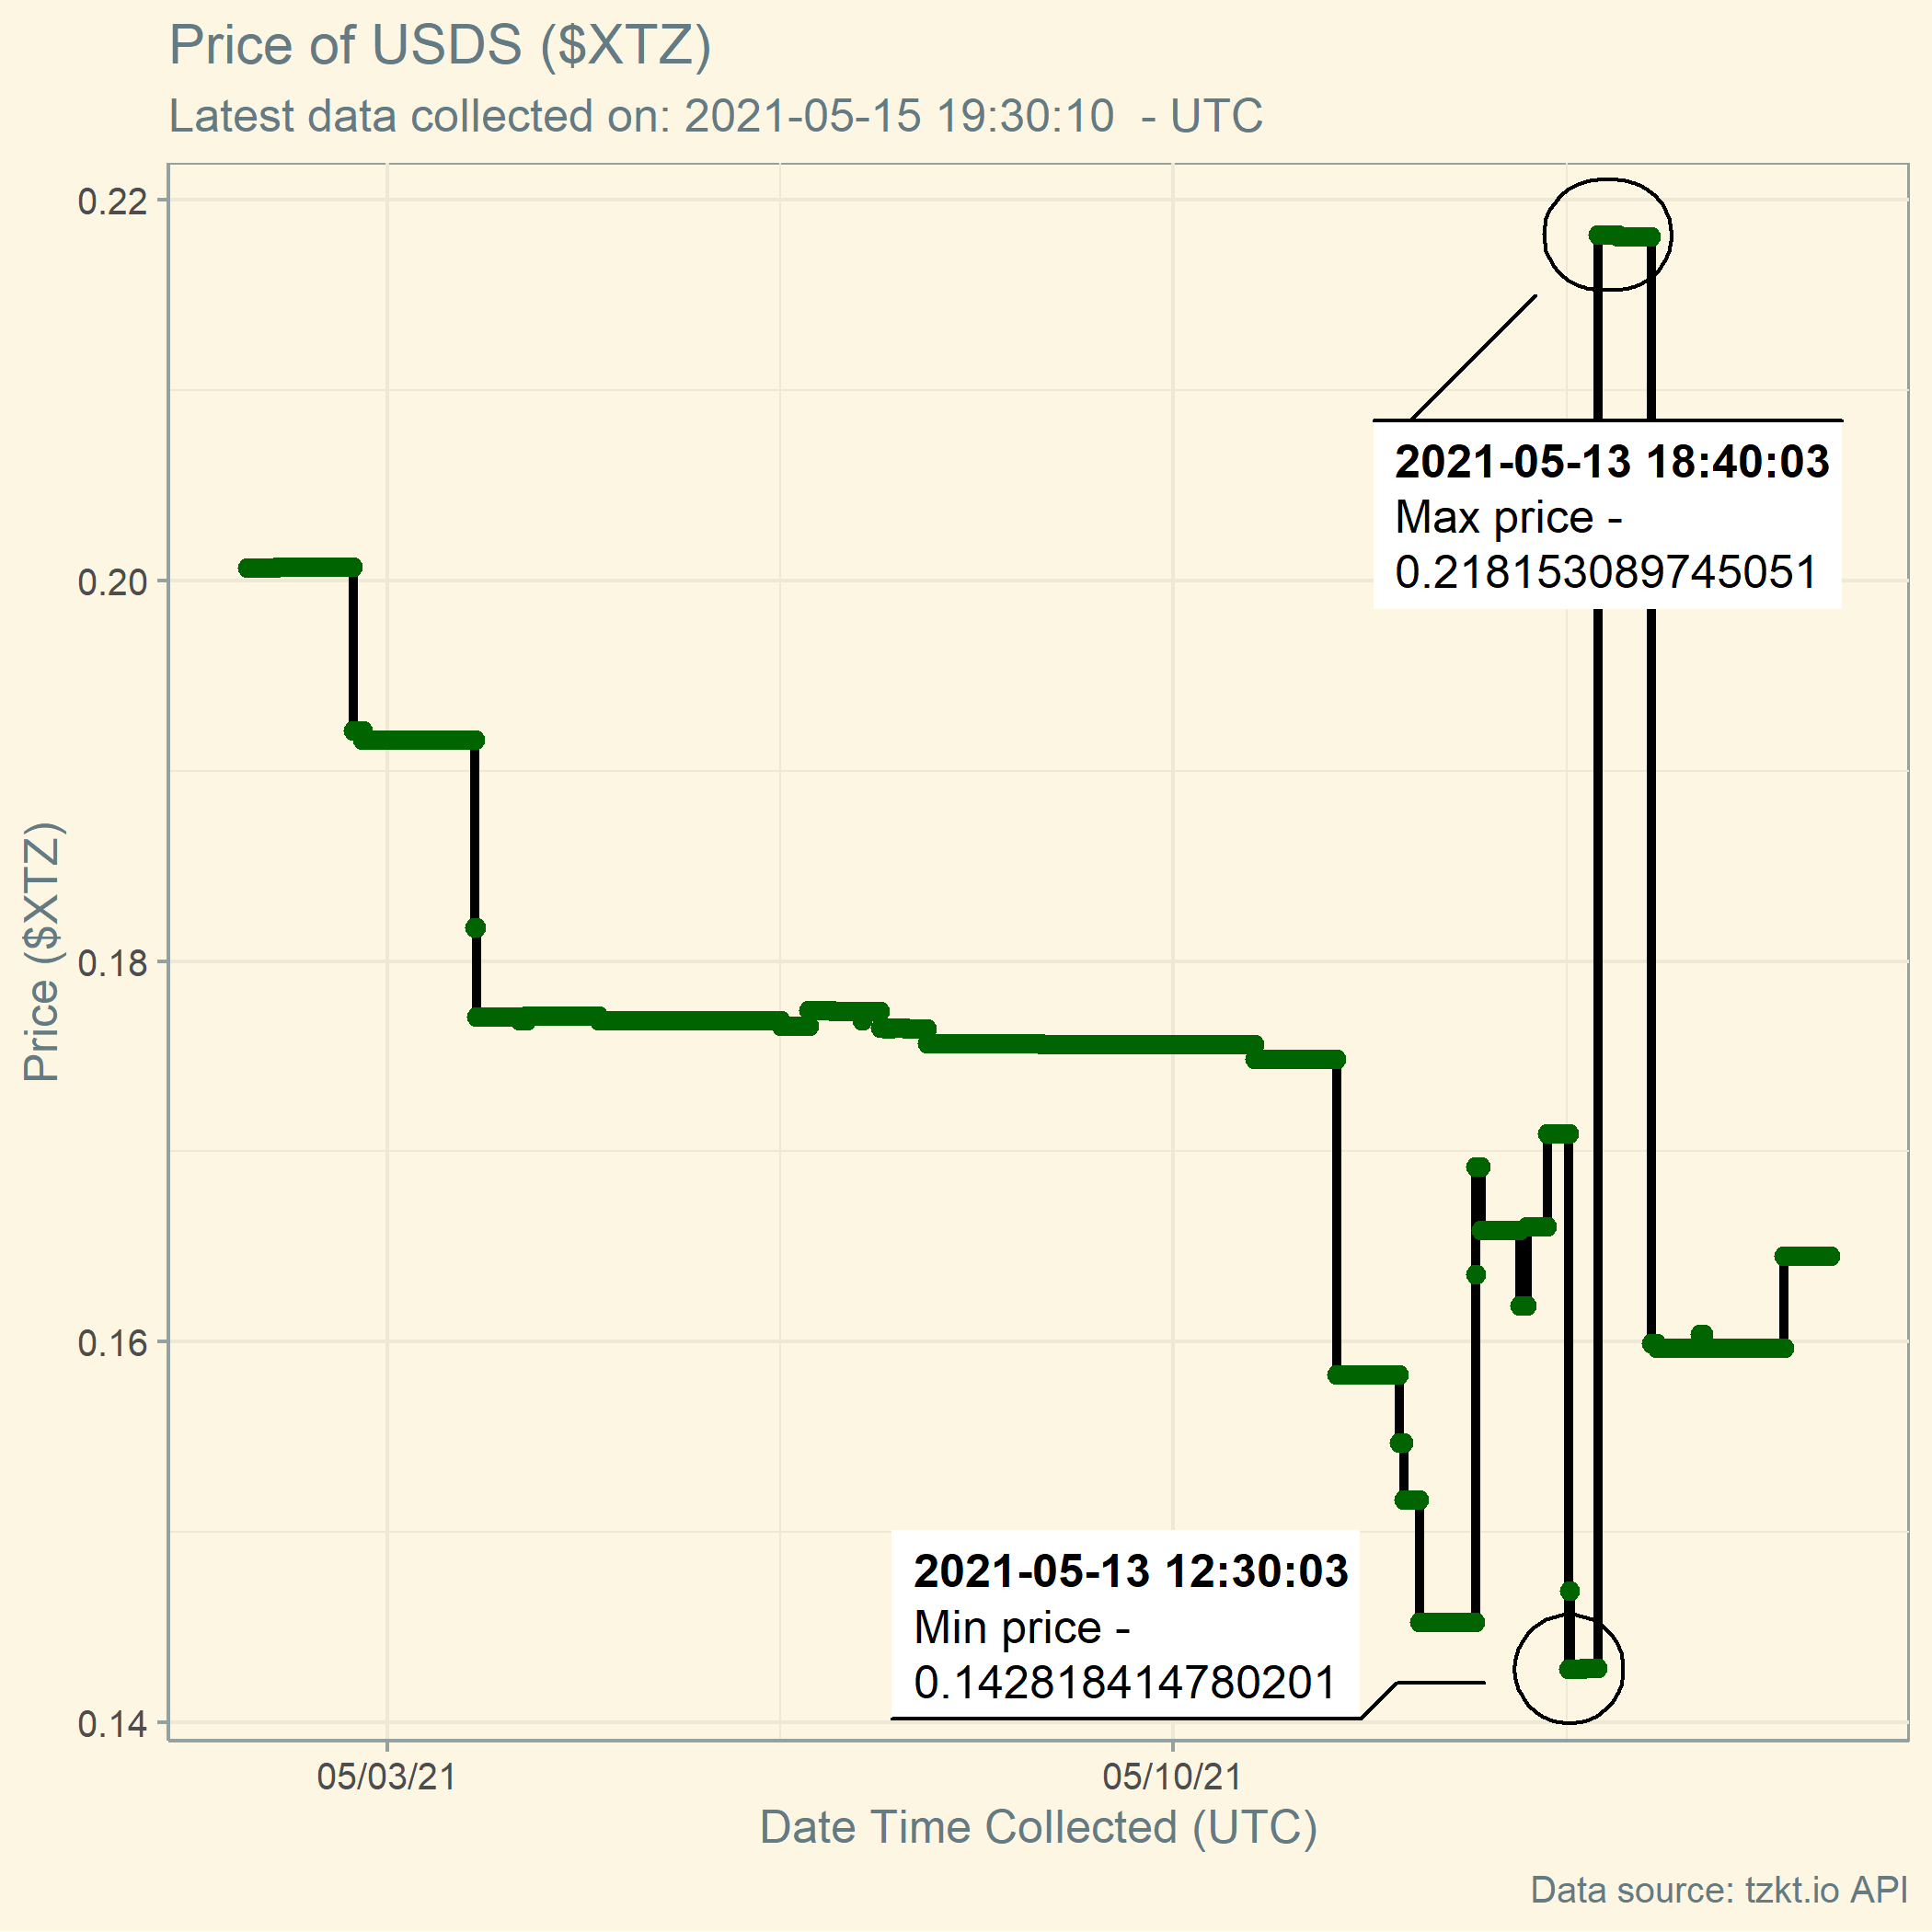 Price of USDS ($XTZ)
Latest data collected on: 2021-05-15 19:30:10  - UTC
0.22
0.20
0.18
0.16
0.14
Price ($XTZ)
2021-05-13 18:40:03
Max price -
0.218153089745051
2021-05-13 12:30:03
Min price -
0.142818414780201
05/03/21
05/10/21
Date Time Collected (UTC)
Data source: tzkt.io API